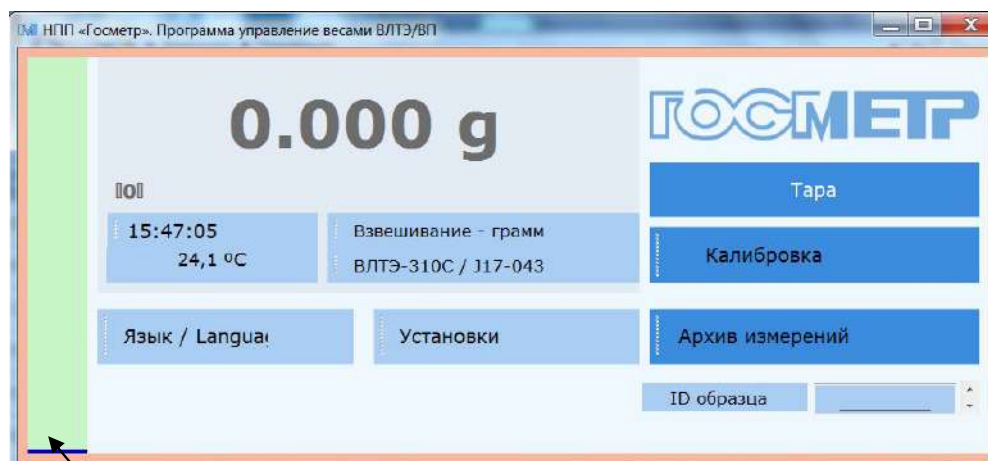 НПП «Госметр». Программа управление весами ВЛТЭ/ВП
0.000 g
ГОСМЕТР
Тара
15:47:05
24,1 ºC
Взвешивание - грамм
ВЛТЭ-310С / J17-043
Калибровка
Язык / Langua
Установки
Архив измерений
ID образца